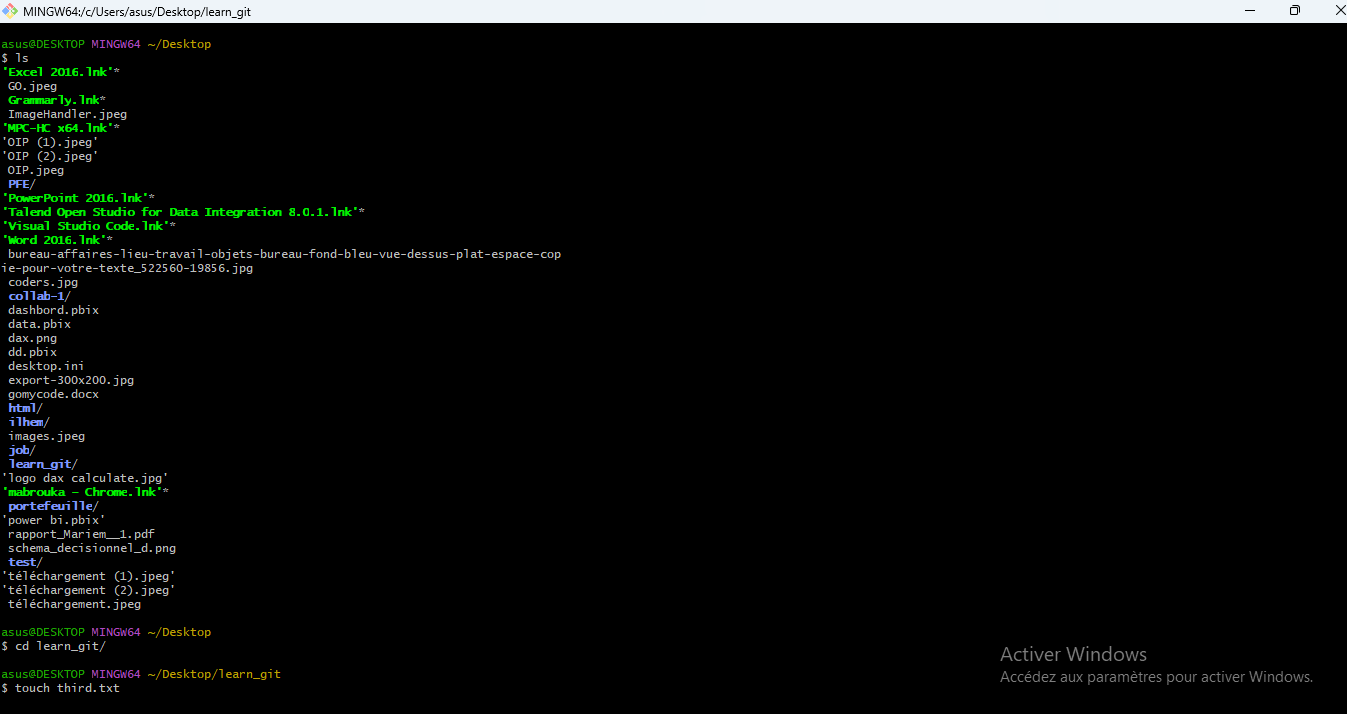 MINGW64:/c/Users/asus/Desktop/learn_git
asus@DESKTOP MINGW64 ~/Desktop
$ ls
'Excel 2016.lnk'*
GO.jpeg
Grammarly.lnk*
ImageHandler.jpeg
'MPC-HC x64.lnk'*
'OIP (1).jpeg'
'OIP (2).jpeg'
OIP.jpeg
PFE/
'PowerPoint 2016.lnk'*
'Talend Open Studio for Data Integration 8.0.1.lnk'*
'Visual Studio Code.lnk'*
'Word 2016.lnk'*
bureau-affaires-lieu-travail-objets-bureau-fond-bleu-vue-dessus-plat-espace-cop
ie-pour-votre-texte_522560-19856.jpg
coders.jpg
collab-1/
dashbord.pbix
data.pbix
dax.png
dd.pbix
desktop.ini
export-300x200.jpg
gomycode.docx
html/
ilhem/
images.jpeg
job/
learn_git/
'logo dax calculate.jpg'
'mabrouka - Chrome.lnk'*
portefeuille/
'power bi.pbix'
rapport_Mariem__1.pdf
schema_decisionnel_d.png
test/
'téléchargement (1).jpeg'
'téléchargement (2).jpeg'
téléchargement.jpeg
asus@DESKTOP MINGW64 ~/Desktop
$ cd learn_git/
asus@DESKTOP MINGW64 ~/Desktop/learn_git
$ touch third.txt
Activer Windows
Accédez aux paramètres pour activer Windows.